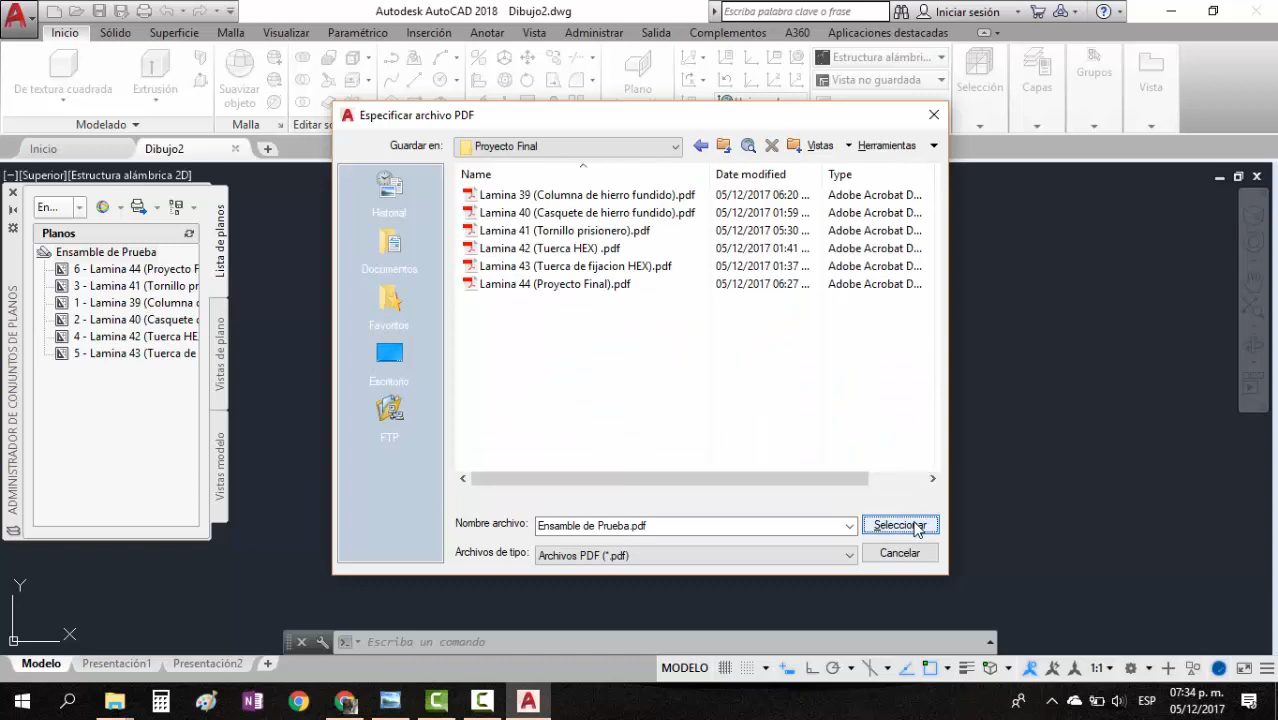 Autodesk AutoCAD 2018 Dibujo2.dwg
Escriba palabra clave o frase
Iniciar sesión
Inicio Sólido Superficie Malla Visualizar Paramétrico Inserción Anotar Vista Administrar Salida Complementos A360 Aplicaciones destacadas
De textura cuadrada
Extrusión
Suavizar
objeto
Plano
Estructura alámbri...
Vista no guardada
Selección
Capas
Grupos
Vista
Modelado
Malla
Editar só
Inicio
Dibujo2
[−][Superior][Estructura alámbrica 2D]
En...
Planos
Ensamble de Prueba
6 - Lamina 44 (Proyecto F
3 - Lamina 41 (Tornillo pr
1 - Lamina 39 (Columna c
2 - Lamina 40 (Casquete c
4 - Lamina 42 (Tuerca HE
5 - Lamina 43 (Tuerca de
Lista de planos
Vistas de plano
Vistas modelo
ADMINISTRADOR DE CONJUNTOS DE PLANOS
Especificar archivo PDF
Guardar en:
Proyecto Final
Vistas
Herramientas
Historial
Documentos
Favoritos
Escritorio
FTP
Name Date modified Type
Lamina 39 (Columna de hierro fundido).pdf 05/12/2017 06:20 ... Adobe Acrobat D...
Lamina 40 (Casquete de hierro fundido).pdf 05/12/2017 01:59 ... Adobe Acrobat D...
Lamina 41 (Tornillo prisionero).pdf 05/12/2017 05:30 ... Adobe Acrobat D...
Lamina 42 (Tuerca HEX) .pdf 05/12/2017 01:41 ... Adobe Acrobat D...
Lamina 43 (Tuerca de fijacion HEX).pdf 05/12/2017 01:37 ... Adobe Acrobat D...
Lamina 44 (Proyecto Final).pdf 05/12/2017 06:27 ... Adobe Acrobat D...
Nombre archivo:
Ensamble de Prueba.pdf
Seleccionar
Archivos de tipo:
Archivos PDF (*.pdf)
Cancelar
Y
X
Escriba un comando
Modelo Presentación1 Presentación2
MODELO
1:1
ESP
07:34 p. m.
05/12/2017